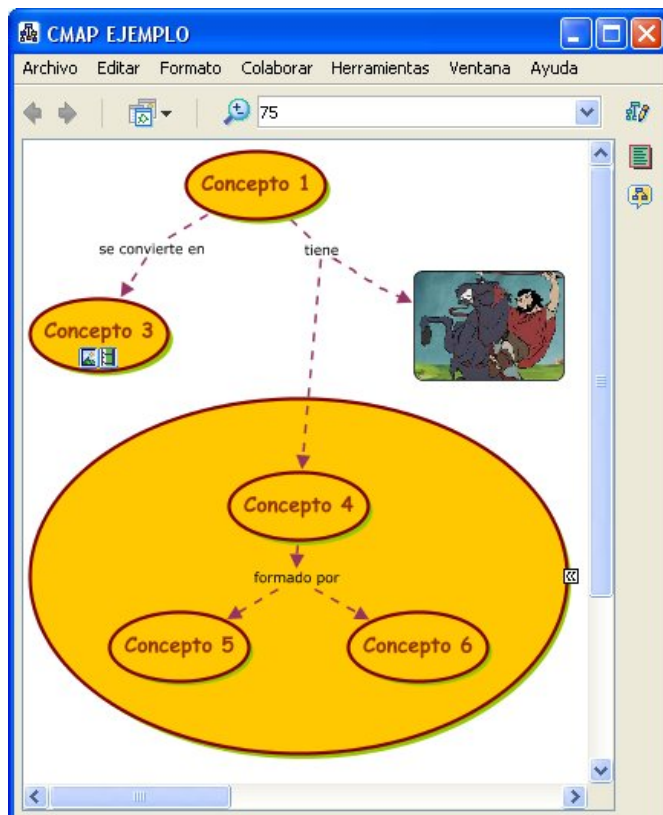 CMAP EJEMPLO
Archivo Editar Formato Colaborar Herramientas Ventana Ayuda
75
Concepto 1
se convierte en
tiene
Concepto 3
Concepto 4
formado por
Concepto 5
Concepto 6